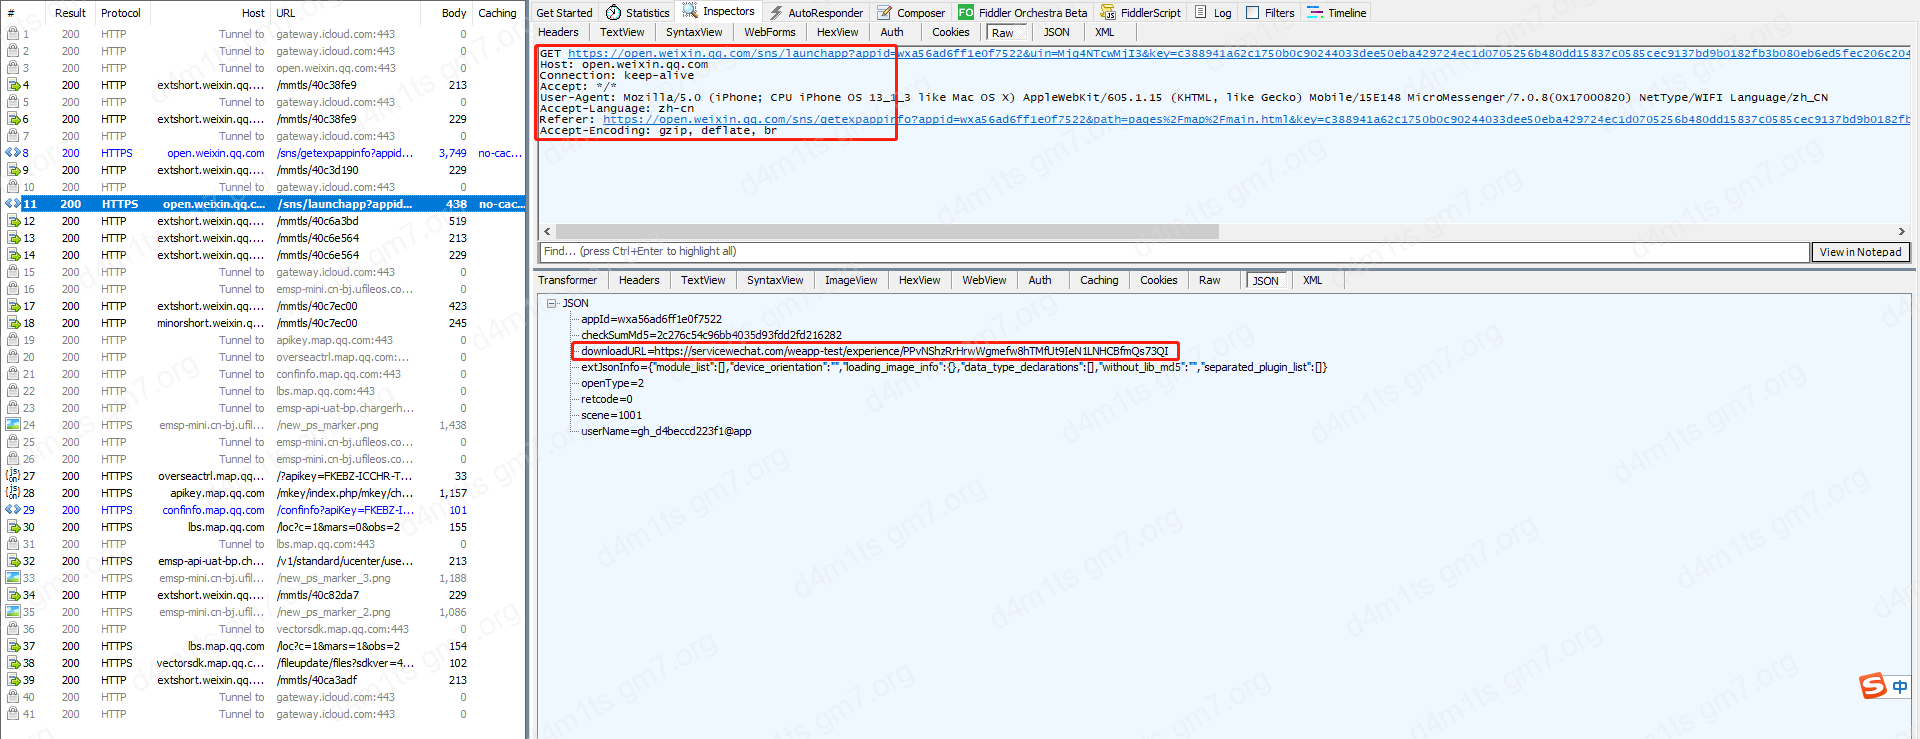 # Result Protocol Host URL Body Caching
1 200 HTTP Tunnel to gateway.icloud.com:443 0
2 200 HTTP Tunnel to gateway.icloud.com:443 0
3 200 HTTP Tunnel to open.weixin.qq.com:443 0
4 200 HTTP extshort.weixin.qq.... /mmtls/40c38fe9 213
5 200 HTTP Tunnel to gateway.icloud.com:443 0
6 200 HTTP extshort.weixin.qq.... /mmtls/40c38fe9 229
7 200 HTTP Tunnel to gateway.icloud.com:443 0
8 200 HTTPS open.weixin.qq.com /sns/getexpappinfo?appid... 3,749 no-cac...
9 200 HTTP extshort.weixin.qq.... /mmtls/40c3d190 229
10 200 HTTP Tunnel to gateway.icloud.com:443 0
11 200 HTTPS open.weixin.qq.c... /sns/launchapp?appid... 438 no-cac...
12 200 HTTP extshort.weixin.qq.... /mmtls/40c6a3bd 519
13 200 HTTP extshort.weixin.qq.... /mmtls/40c6e564 213
14 200 HTTP extshort.weixin.qq.... /mmtls/40c6e564 229
15 200 HTTP Tunnel to gateway.icloud.com:443 0
16 200 HTTP Tunnel to emsp-mini.cn-bj.ufileos.co... 0
17 200 HTTP extshort.weixin.qq.... /mmtls/40c7ec00 423
18 200 HTTP minorshort.weixin.q... /mmtls/40c7ec00 245
19 200 HTTP Tunnel to apikey.map.qq.com:443 0
20 200 HTTP Tunnel to overseactrl.map.qq.com:... 0
21 200 HTTP Tunnel to confinfo.map.qq.com:443 0
22 200 HTTP Tunnel to lbs.map.qq.com:443 0
23 200 HTTP Tunnel to emsp-api-uat-bp.chargerh... 0
24 200 HTTPS emsp-mini.cn-bj.ufil... /new_ps_marker.png 1,438
25 200 HTTP Tunnel to emsp-mini.cn-bj.ufileos.co... 0
26 200 HTTP Tunnel to emsp-mini.cn-bj.ufileos.co... 0
27 200 HTTPS overseactrl.map.qq... /?apikey=FKEBZ-ICCHR-T... 33
28 200 HTTPS apikey.map.qq.com /mkey/index.php/mkey/ch... 1,157
29 200 HTTPS confinfo.map.qq.com /confinfo?apiKey=FKEBZ-I... 101
30 200 HTTPS lbs.map.qq.com /loc?c=1&mars=0&obs=2 155
31 200 HTTP Tunnel to lbs.map.qq.com:443 0
32 200 HTTPS emsp-api-uat-bp.ch... /v1/standard/ucenter/use... 213
33 200 HTTPS emsp-mini.cn-bj.ufil... /new_ps_marker_3.png 1,188
34 200 HTTP extshort.weixin.qq.... /mmtls/40c82da7 229
35 200 HTTPS emsp-mini.cn-bj.ufil... /new_ps_marker_2.png 1,086
36 200 HTTP Tunnel to vectorsdk.map.qq.com:443 0
37 200 HTTPS lbs.map.qq.com /loc?c=1&mars=1&obs=2 154
38 200 HTTPS vectorsdk.map.qq.c... /fileupdate/files?sdkver=4... 102
39 200 HTTP extshort.weixin.qq.... /mmtls/40ca3adf 213
40 200 HTTP Tunnel to gateway.icloud.com:443 0
41 200 HTTP Tunnel to gateway.icloud.com:443 0
Get Started Statistics Inspectors AutoResponder Composer FO Fiddler Orchestra Beta FiddlerScript Log Filters Timeline
Headers TextView SyntaxView WebForms HexView Auth Cookies Raw JSON XML
GET https://open.weixin.qq.com/sns/launchapp?appid=wxa56ad6ff1e0f7522&uin=Mjq4NTcwMjI3&key=c388941a62c1750b0c90244033dee50eba429724ec1d0705256b480dd15837c0585cec9137bd9b0182fb3b080eb6ed5fec206c204
Host: open.weixin.qq.com
Connection: keep-alive
Accept: */*
User-Agent: Mozilla/5.0 (iPhone; CPU iPhone OS 13_1_3 like Mac OS X) AppleWebKit/605.1.15 (KHTML, like Gecko) Mobile/15E148 MicroMessenger/7.0.8(0x17000820) NetType/WIFI Language/zh_CN
Accept-Language: zh-cn
Referer: https://open.weixin.qq.com/sns/getexpappinfo?appid=wxa56ad6ff1e0f7522&path=pages%2Fmap%2Fmain.html&key=c388941a62c1750b0c90244033dee50eba429724ec1d0705256b480dd15837c0585cec9137bd9b0182fb
Accept-Encoding: gzip, deflate, br
Find... (press Ctrl+Enter to highlight all) View in Notepad
Transformer Headers TextView SyntaxView ImageView HexView WebView Auth Caching Cookies Raw JSON XML
JSON
appId=wxa56ad6ff1e0f7522
checkSumMd5=2c276c54c96bb4035d93fdd2fd216282
downloadURL=https://servicewechat.com/weapp-test/experience/PPvNShzRrHrwWgmefw8hTMfUt9IeN1LNHCBfmQs73QI
extJsonInfo={"module_list":[],"device_orientation":"","loading_image_info":{},"data_type_declarations":[],"without_lib_md5":"","separated_plugin_list":[]}
openType=2
retcode=0
scene=1001
userName=gh_d4beccd223f1@app
d4m1ts gm7.org
中